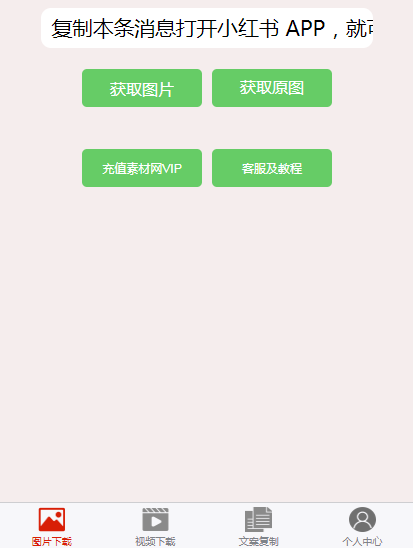 复制本条消息打开小红书 APP，就
获取图片
获取原图
充值素材网VIP
客服及教程
图片下载
视频下载
文案复制
个人中心